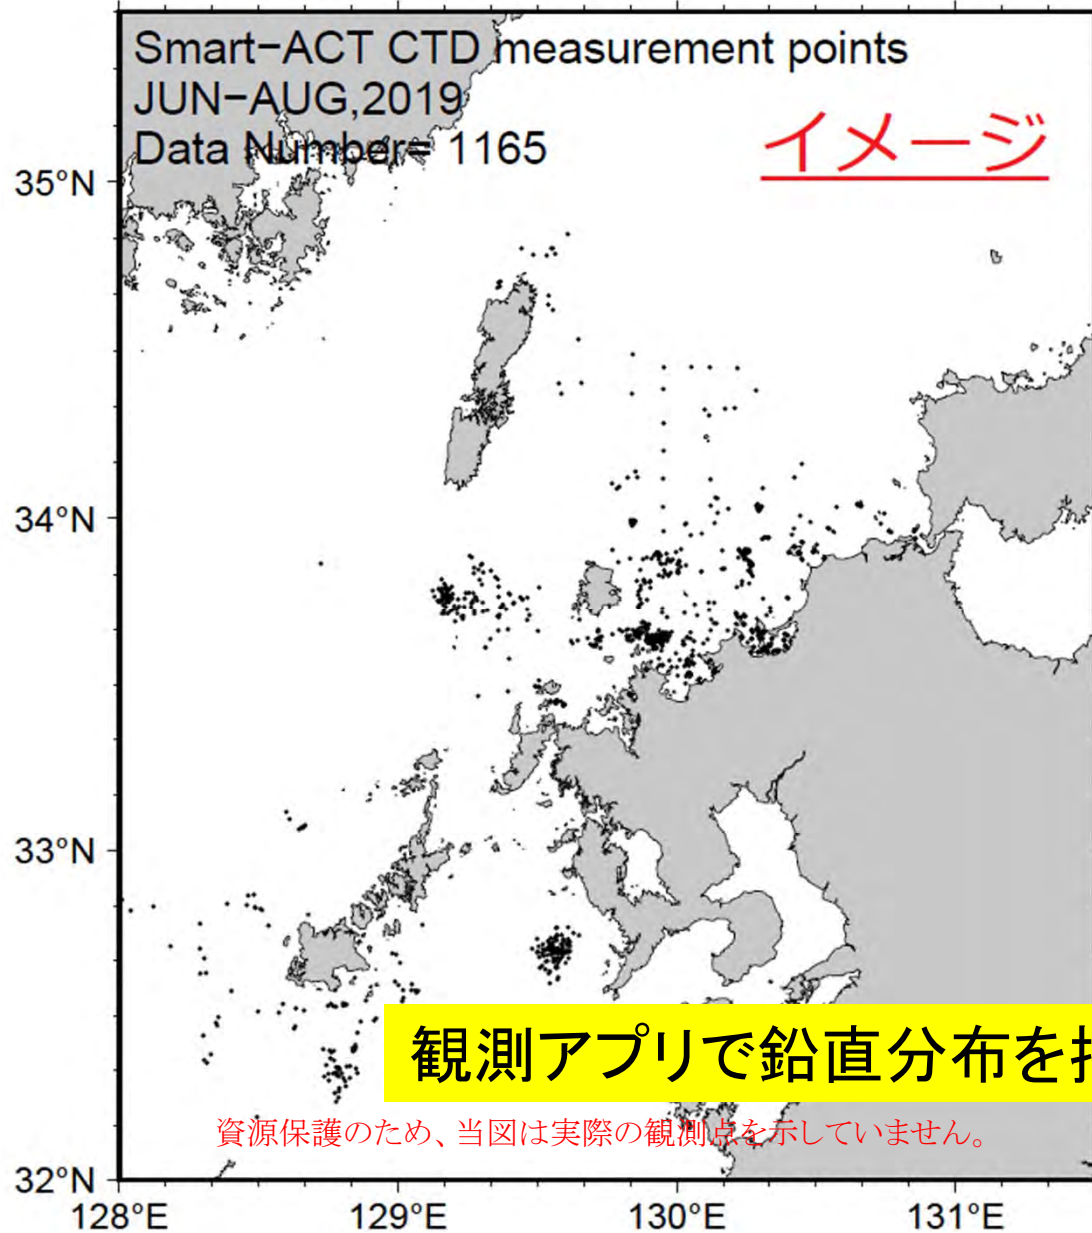 Smart−ACT CTD measurement points
JUN−AUG,2019
Data Number= 1165
イメージ
35°N
34°N
33°N
観測アプリで鉛直分布を
資源保護のため、当図は実際の観測点を示していません。
32°N
128°E
129°E
130°E
131°E